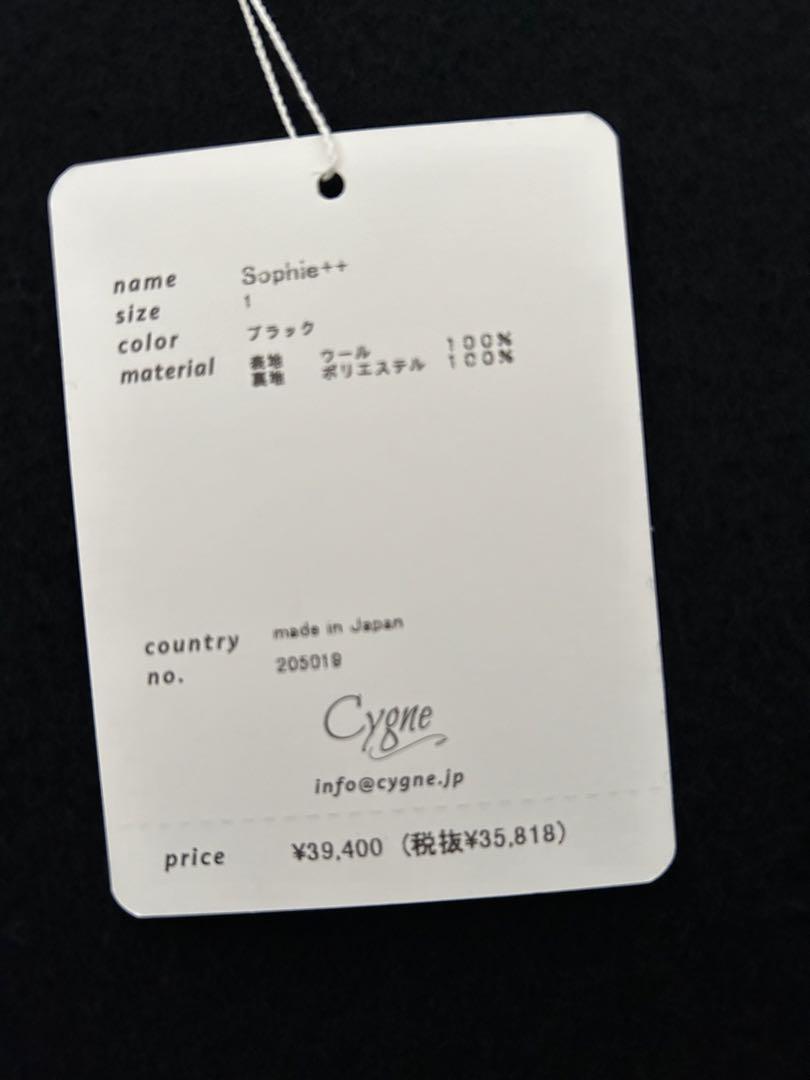 name Sophie++
size 1
color ブラック
material 表地 ウール 100%
裏地 ポリエステル 100%
country made in Japan
no. 205019
Cygne
info@cygne.jp
price ¥39,400 (税抜¥35,818)